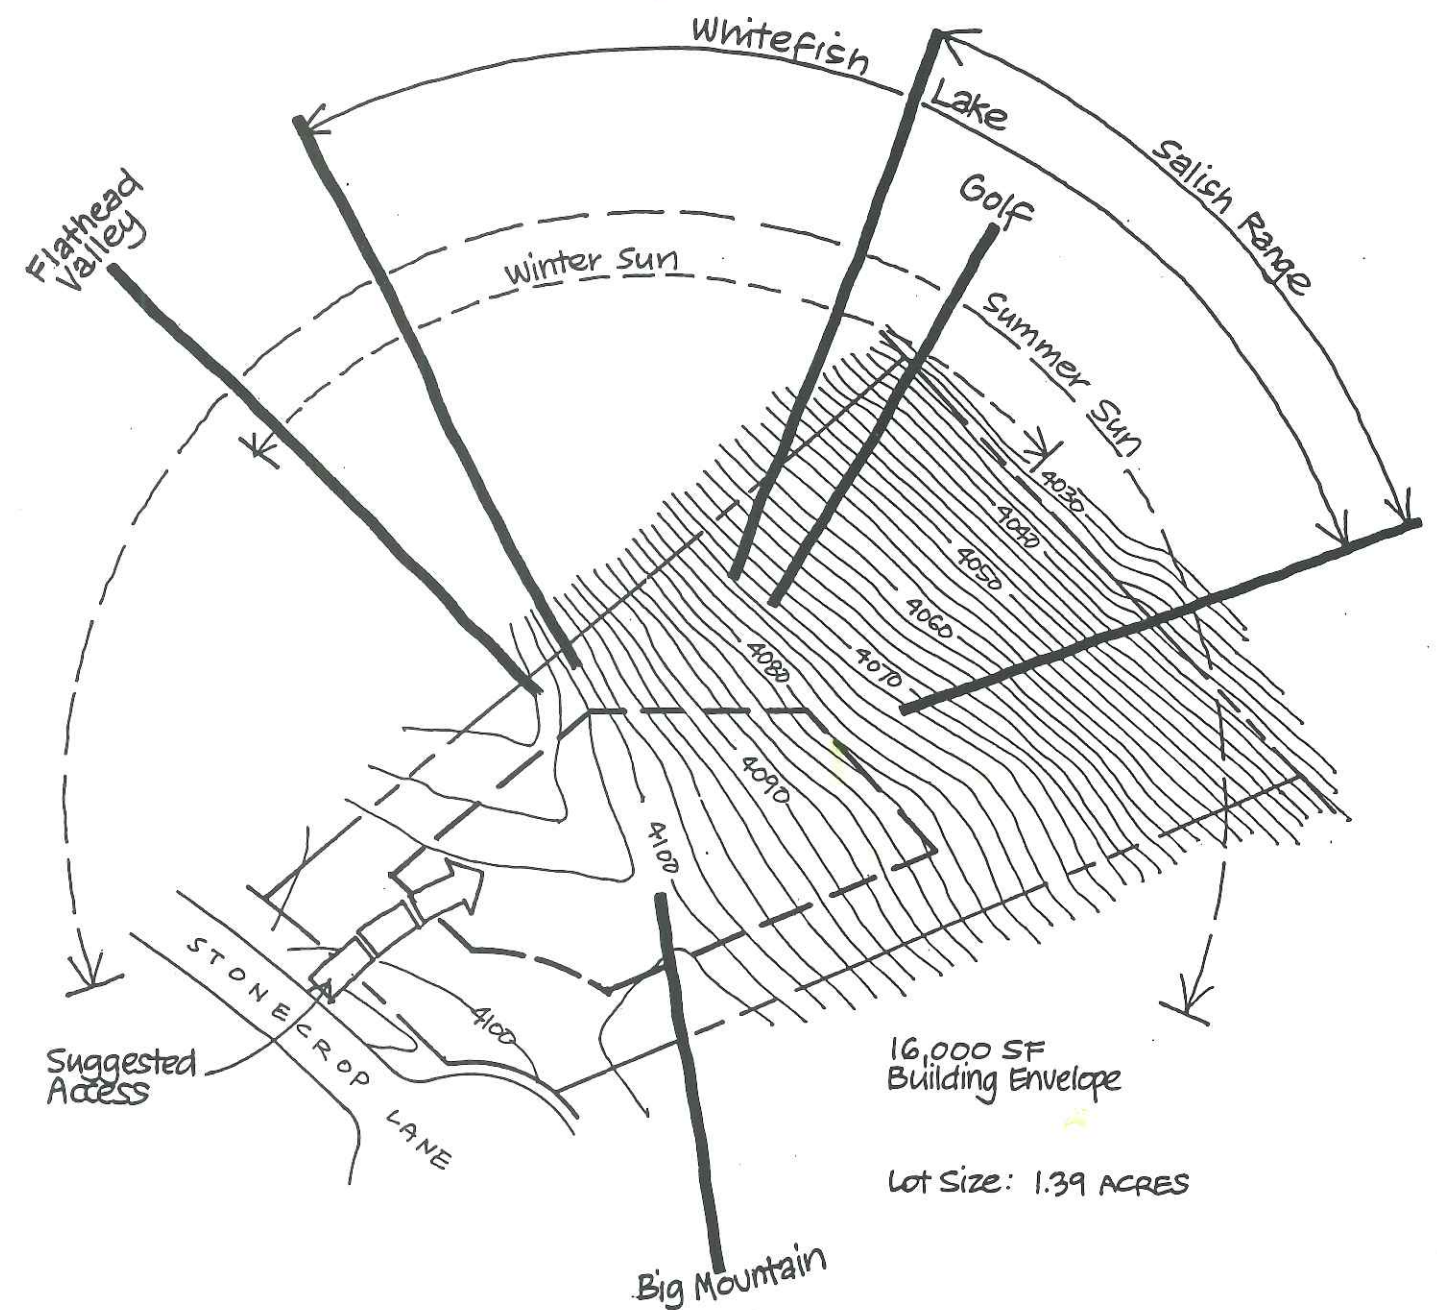 Whitefish
Lake
Salish Range
Golf
Flathead
Valley
Winter Sun
Summer Sun
4030
4040
4050
4060
4070
4080
4090
4100
STONECROP LANE
4100
Suggested
Access
16,000 SF
Building Envelope
Lot Size: 1.39 ACRES
Big Mountain